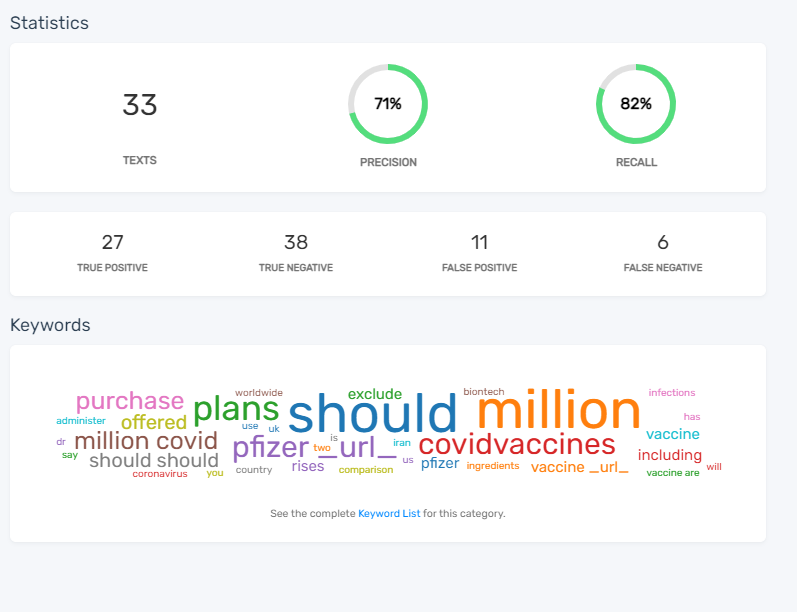 Statistics
33
71%
82%
TEXTS
PRECISION
RECALL
27
38
11
6
TRUE POSITIVE
TRUE NEGATIVE
FALSE POSITIVE
FALSE NEGATIVE
Keywords
worldwide
exclude
biontech
infections
purchase
plans
should
million
administer
offered
use
uk
has
dr
million covid
pfizer _url_
two
is
iran
covidvaccines
vaccine
say
should should
us
pfizer
ingredients
vaccine _url_
including
coronavirus
you
country
rises
comparison
vaccine are
will
See the complete Keyword List for this category.